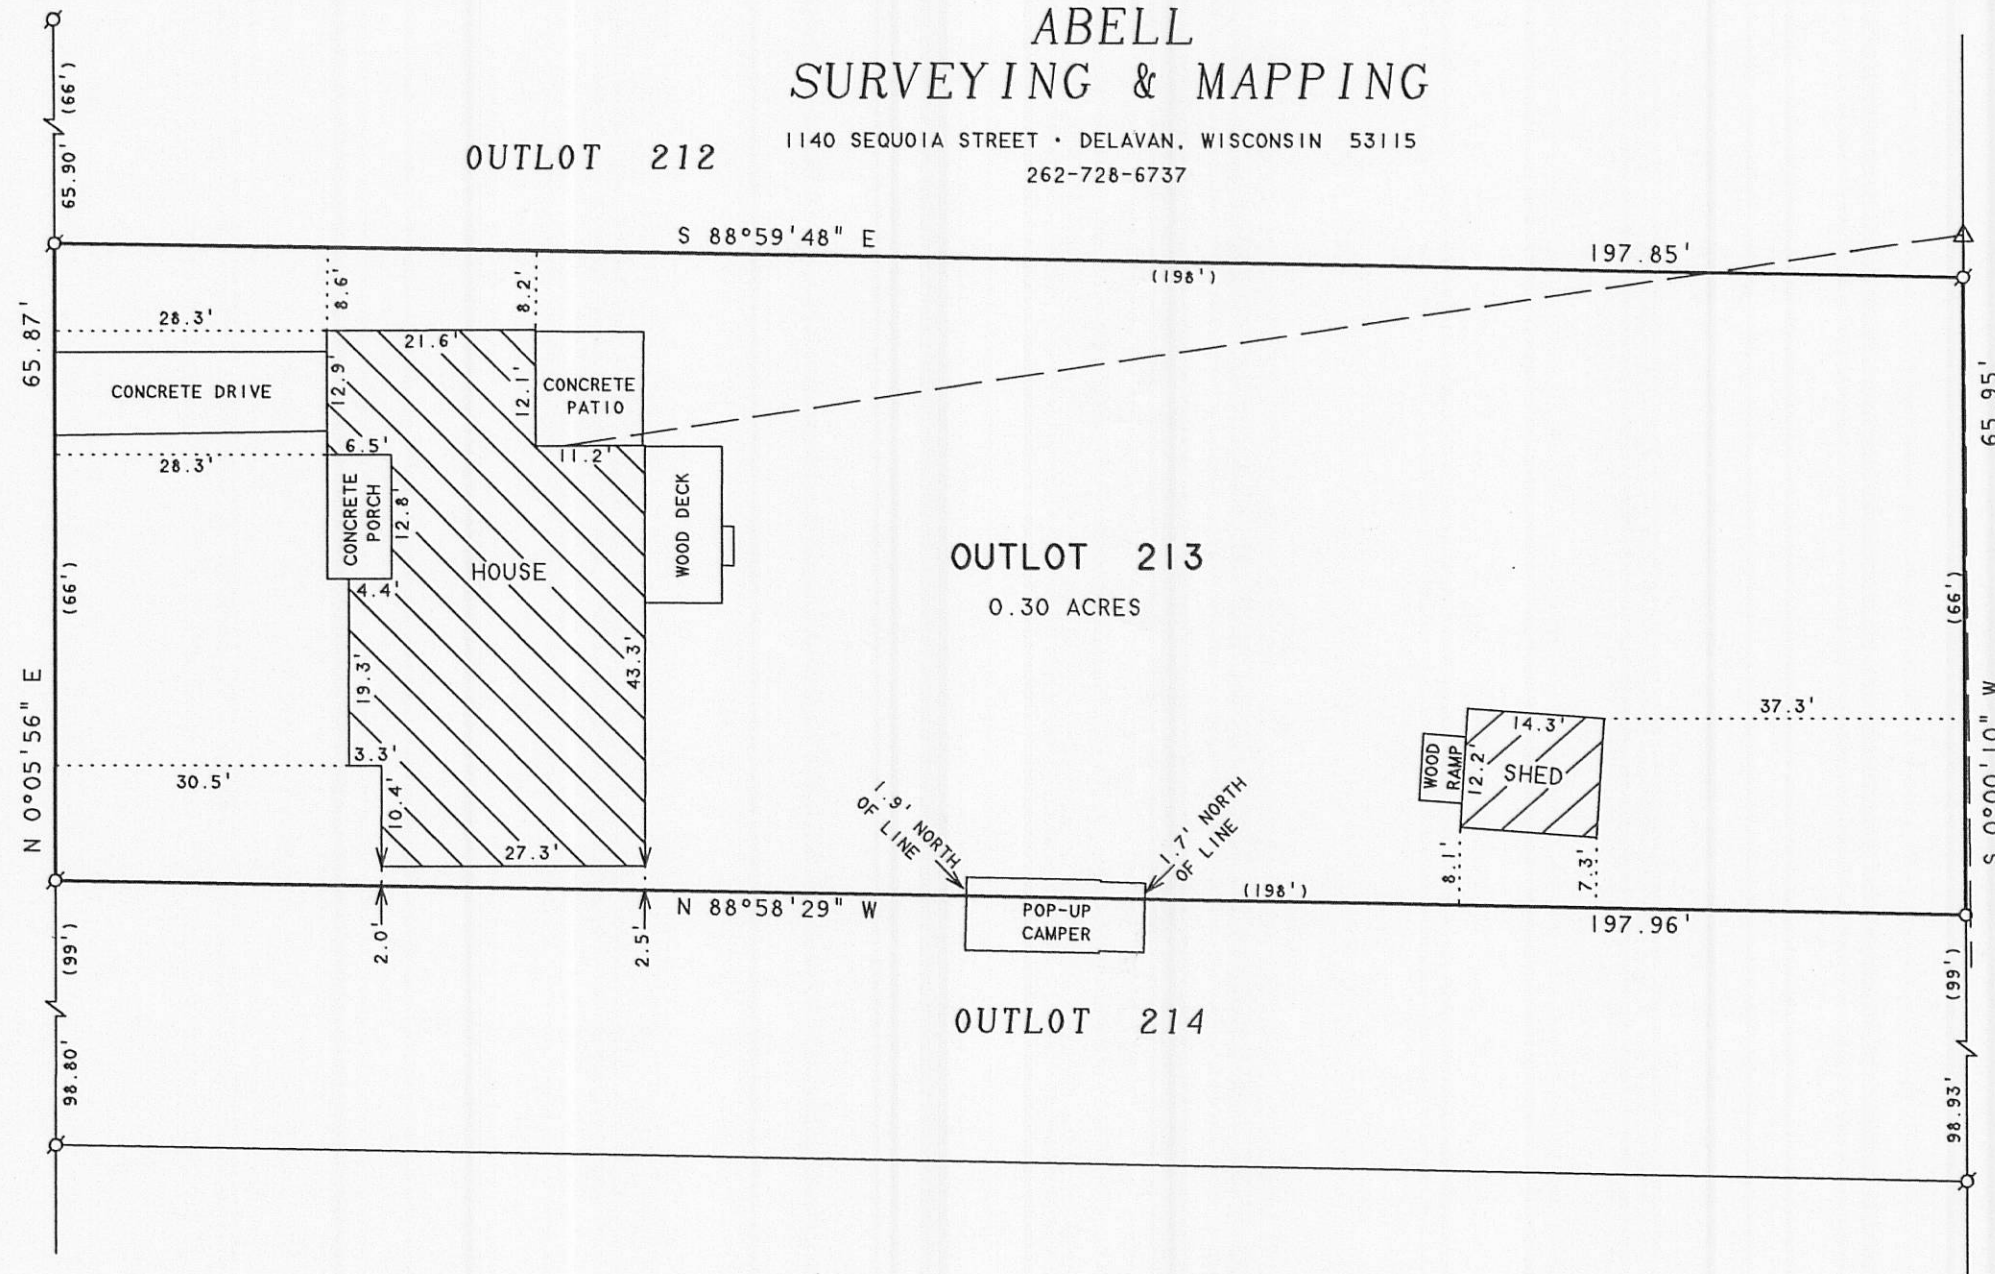 ABELL
SURVEYING & MAPPING
1140 SEQUOIA STREET • DELAVAN, WISCONSIN 53115
262-728-6737
(66')
65.90'
OUTLOT 212
S 88°59'48" E
197.85'
(198')
8.6'
8.2'
28.3'
21.6'
65.87'
12.9'
12.1'
CONCRETE DRIVE
CONCRETE
PATIO
65.95'
6.5'
11.2'
28.3'
CONCRETE
PORCH
12.8'
WOOD DECK
HOUSE
OUTLOT 213
0.30 ACRES
(66')
(66')
4.4'
43.3'
19.3'
N 0°05'56" E
S 0°00'10" W
37.3'
14.3'
WOOD
RAMP
12.2'
SHED
3.3'
30.5'
10.4'
27.3'
1.9' NORTH
OF LINE
1.7' NORTH
OF LINE
8.1'
7.3'
(198')
N 88°58'29" W
POP-UP
CAMPER
197.96'
2.0'
2.5'
(99')
(99')
OUTLOT 214
98.80'
98.93'